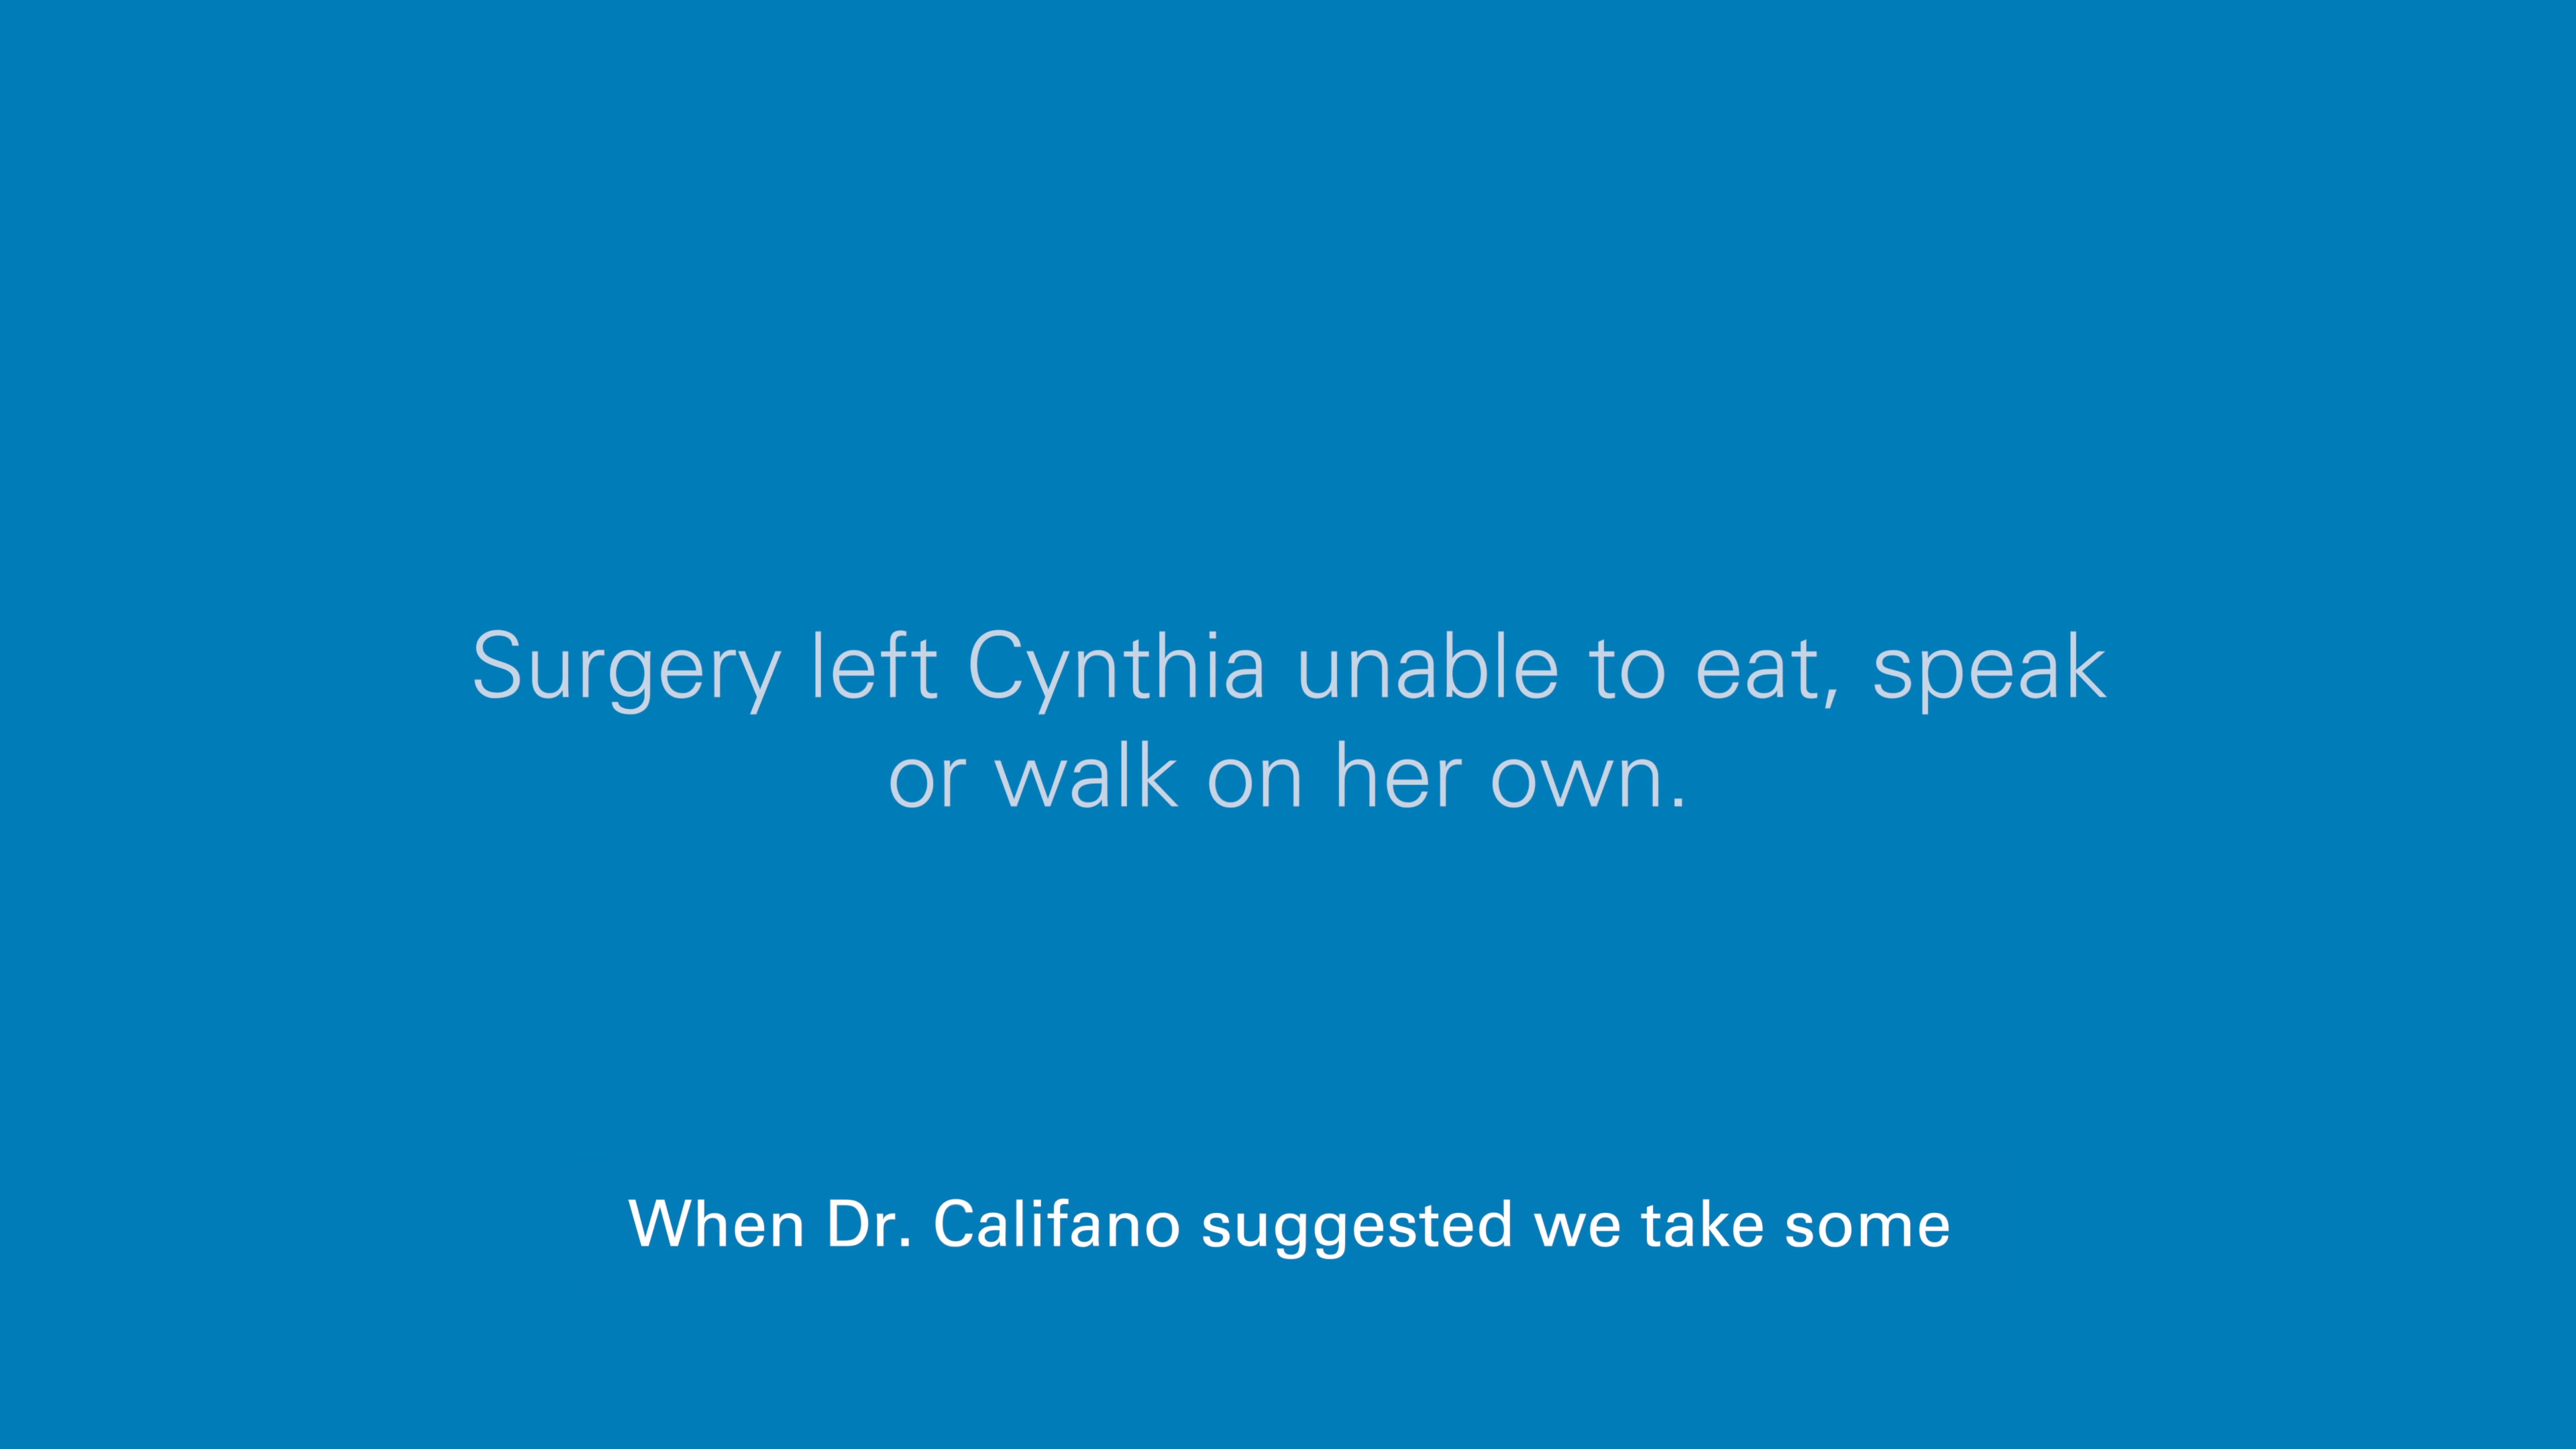 Surgery left Cynthia unable to eat, speak
or walk on her own.
When Dr. Califano suggested we take some